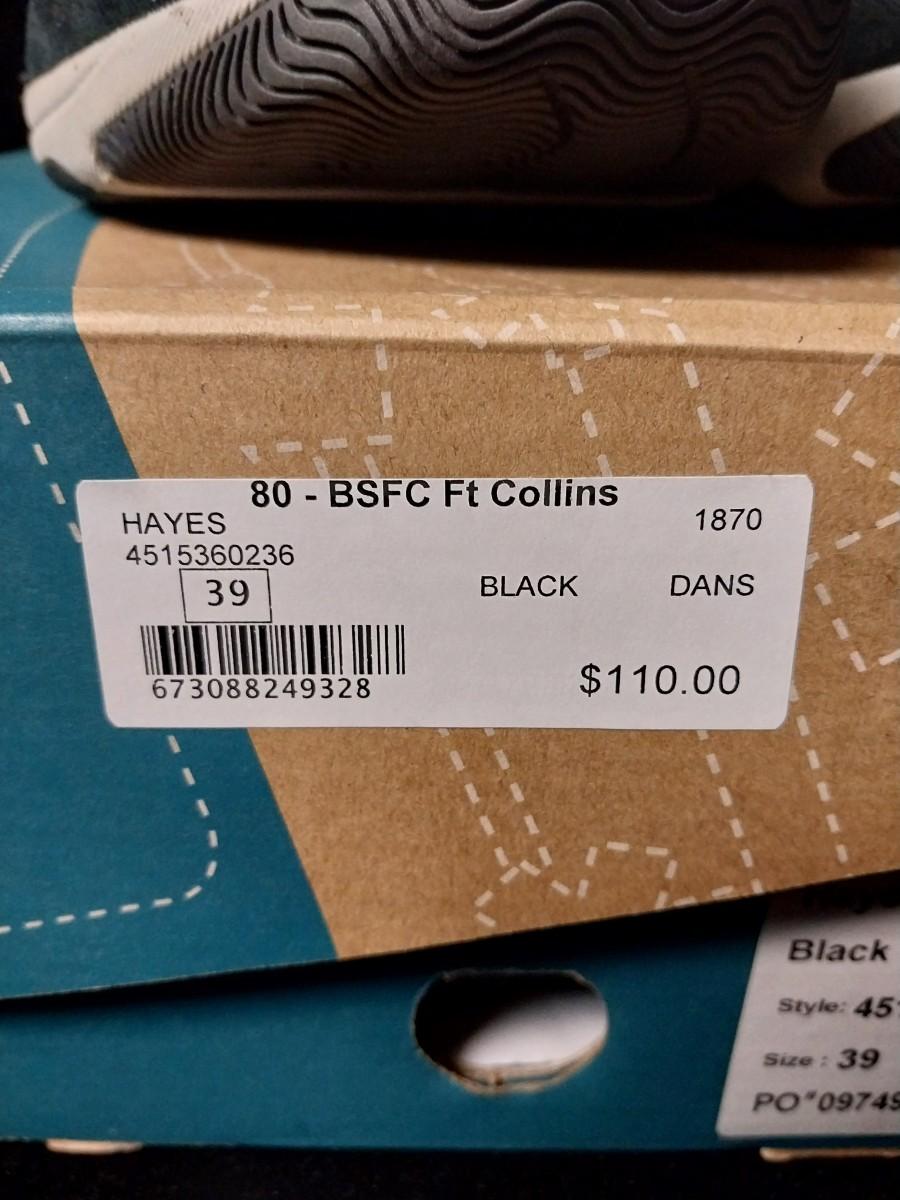 80 - BSFC Ft Collins
HAYES 1870
4515360236
39 BLACK DANS
673088249328 $110.00
Black
Style: 45
Size : 39
PO#09749